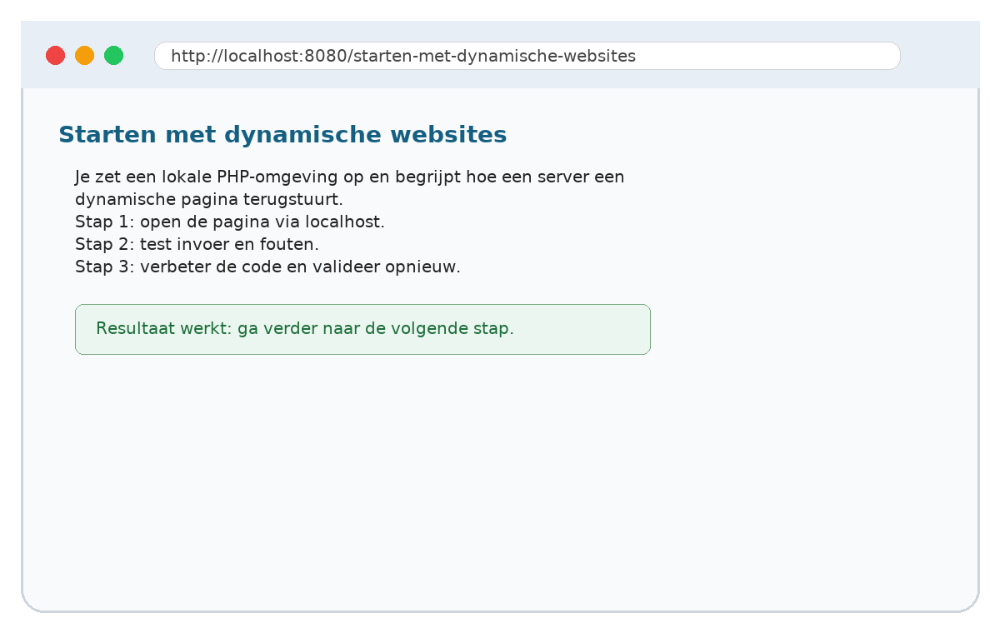 http://localhost:8080/starten-met-dynamische-websites
Starten met dynamische websites
Je zet een lokale PHP-omgeving op en begrijpt hoe een server een
dynamische pagina terugstuurt.
Stap 1: open de pagina via localhost.
Stap 2: test invoer en fouten.
Stap 3: verbeter de code en valideer opnieuw.
Resultaat werkt: ga verder naar de volgende stap.